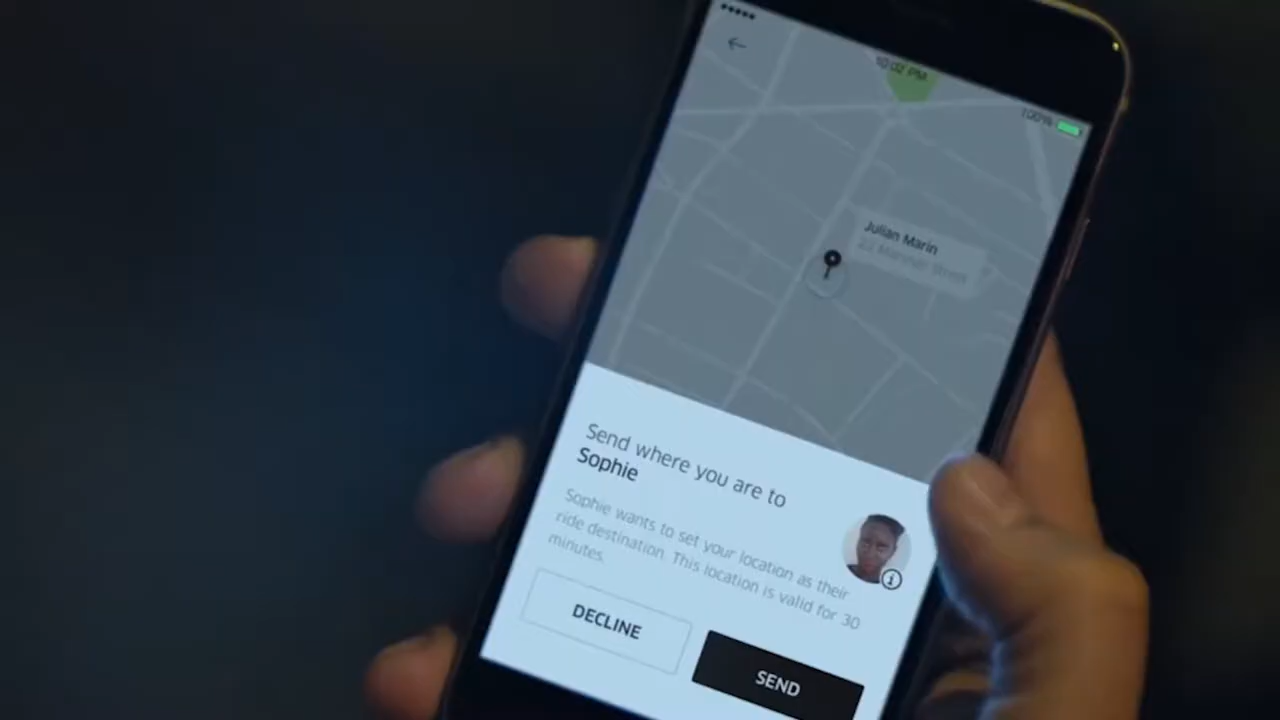 10:02 PM
100%
Julian Marin
Send where you are to
Sophie
Sophie wants to set your location as their
ride destination. This location is valid for 30
minutes.
DECLINE
SEND